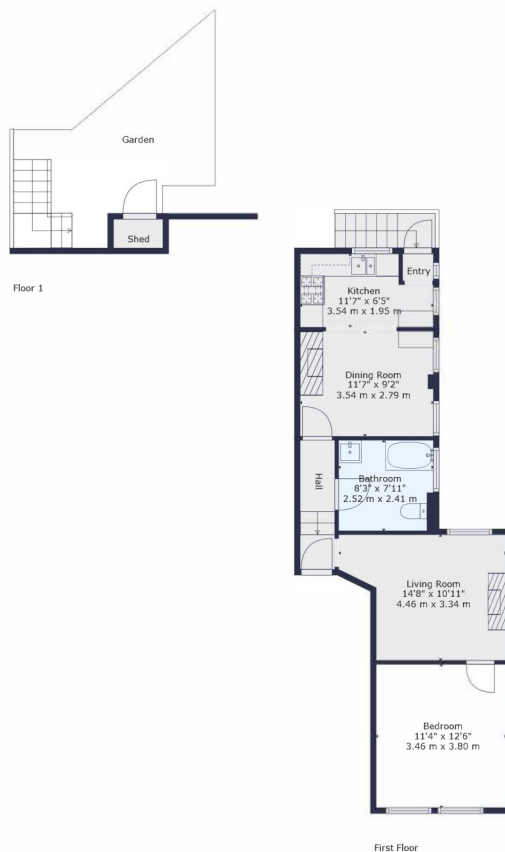 Garden
Shed
Floor 1
Entry
Kitchen
11'7" x 6'5"
3.54 m x 1.95 m
Dining Room
11'7" x 9'2"
3.54 m x 2.79 m
Hall
Bathroom
8'3" x 7'11"
2.52 m x 2.41 m
Living Room
14'8" x 10'11"
4.46 m x 3.34 m
Bedroom
11'4" x 12'6"
3.46 m x 3.80 m
First Floor